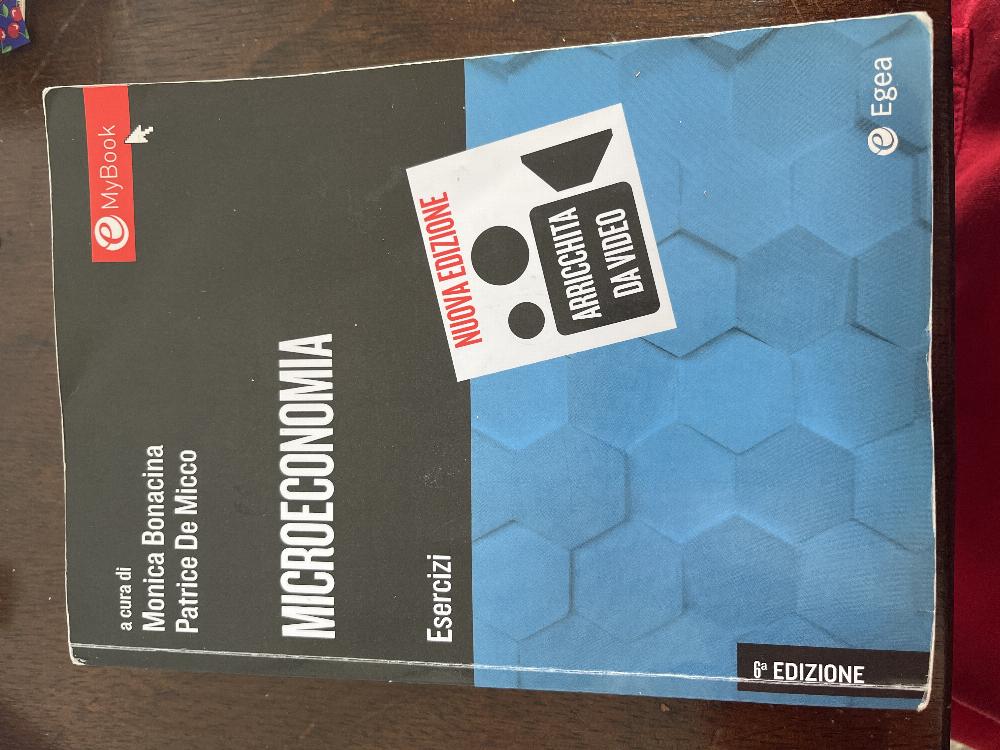 MyBook
a cura di
Monica Bonacina
Patrice De Micco
MICROECONOMIA
Esercizi
NUOVA EDIZIONE
ARRICCHITA
DA VIDEO
6ª EDIZIONE
Egea